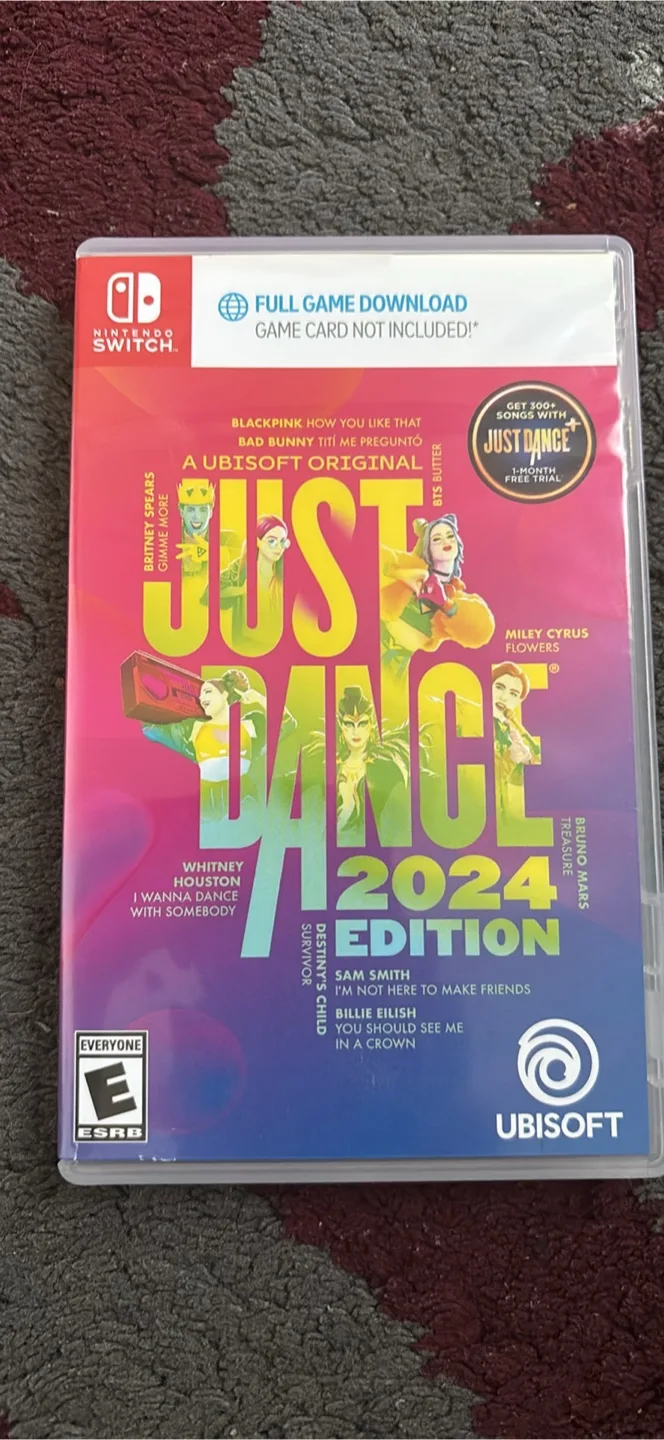 NINTENDO
SWITCH™
FULL GAME DOWNLOAD
GAME CARD NOT INCLUDED!*
GET 300+
SONGS WITH
JUST DANCE+
1-MONTH
FREE TRIAL*
BLACKPINK HOW YOU LIKE THAT
BAD BUNNY TITÍ ME PREGUNTÓ
A UBISOFT ORIGINAL
BTS BUTTER
BRITNEY SPEARS
GIMME MORE
JUST
DANCE®
2024
EDITION
MILEY CYRUS
FLOWERS
BRUNO MARS
TREASURE
WHITNEY
HOUSTON
I WANNA DANCE
WITH SOMEBODY
DESTINY'S CHILD
SURVIVOR
SAM SMITH
I'M NOT HERE TO MAKE FRIENDS
BILLIE EILISH
YOU SHOULD SEE ME
IN A CROWN
EVERYONE
E
ESRB
UBISOFT